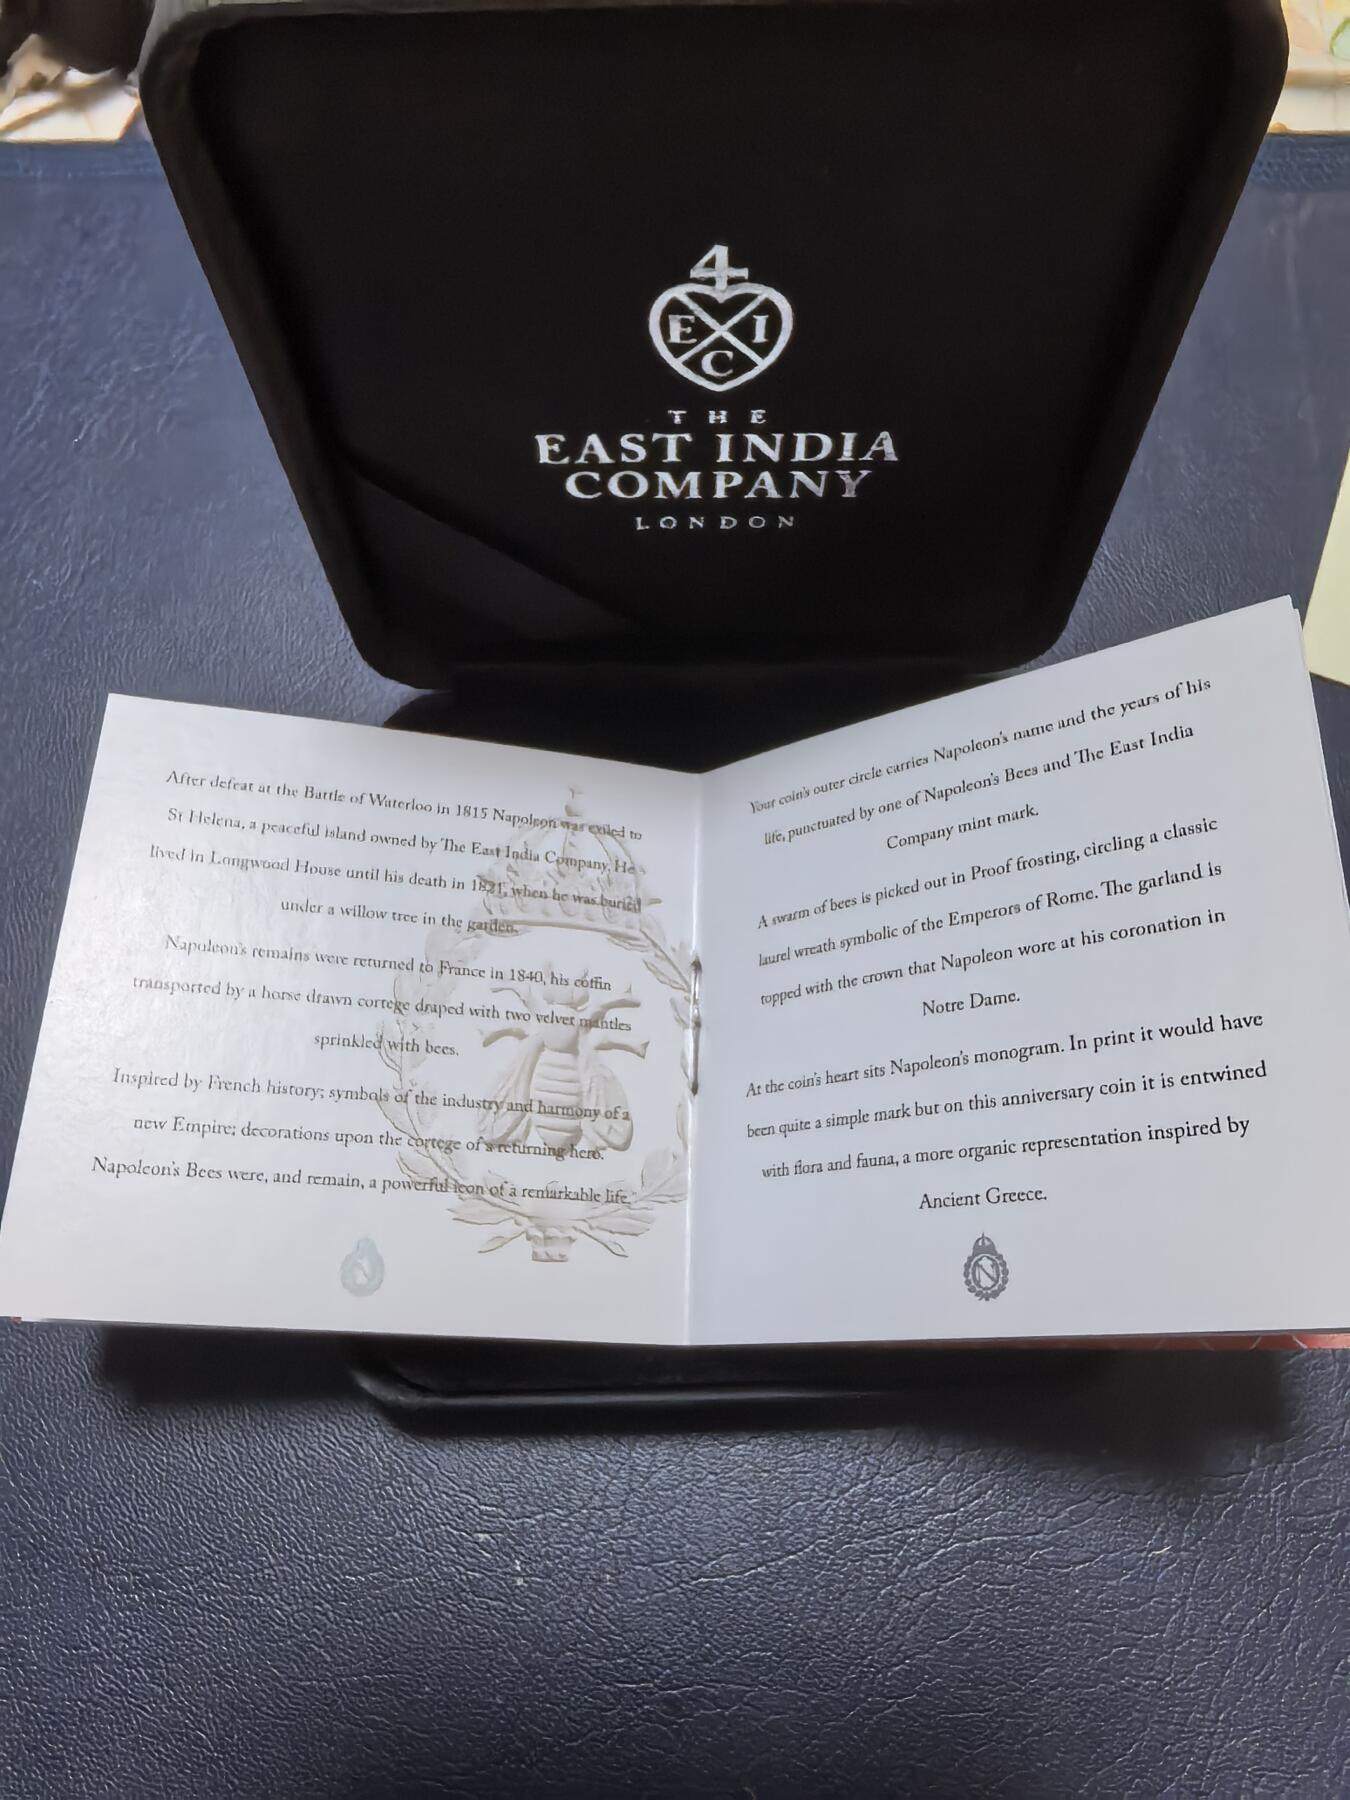 4
E I
C
THE
EAST INDIA
COMPANY
LONDON
After defeat at the Battle of Waterloo in 1815 Napoleon was exiled to
St Helena, a peaceful island owned by The East India Company. He
lived in Longwood House until his death in 1821, when he was buried
under a willow tree in the garden.
Napoleon's remains were returned to France in 1840, his coffin
transported by a horse drawn cortege draped with two velvet mantles
sprinkled with bees.
Inspired by French history; symbols of the industry and harmony of a
new Empire; decorations upon the cortege of a returning hero.
Napoleon's Bees were, and remain, a powerful icon of a remarkable life.
N
Your coin's outer circle carries Napoleon's name and the years of his
life, punctuated by one of Napoleon's Bees and The East India
Company mint mark.
A swarm of bees is picked out in Proof frosting, circling a classic
laurel wreath symbolic of the Emperors of Rome. The garland is
topped with the crown that Napoleon wore at his coronation in
Notre Dame.
At the coin's heart sits Napoleon's monogram. In print it would have
been quite a simple mark but on this anniversary coin it is entwined
with flora and fauna, a more organic representation inspired by
Ancient Greece.
N